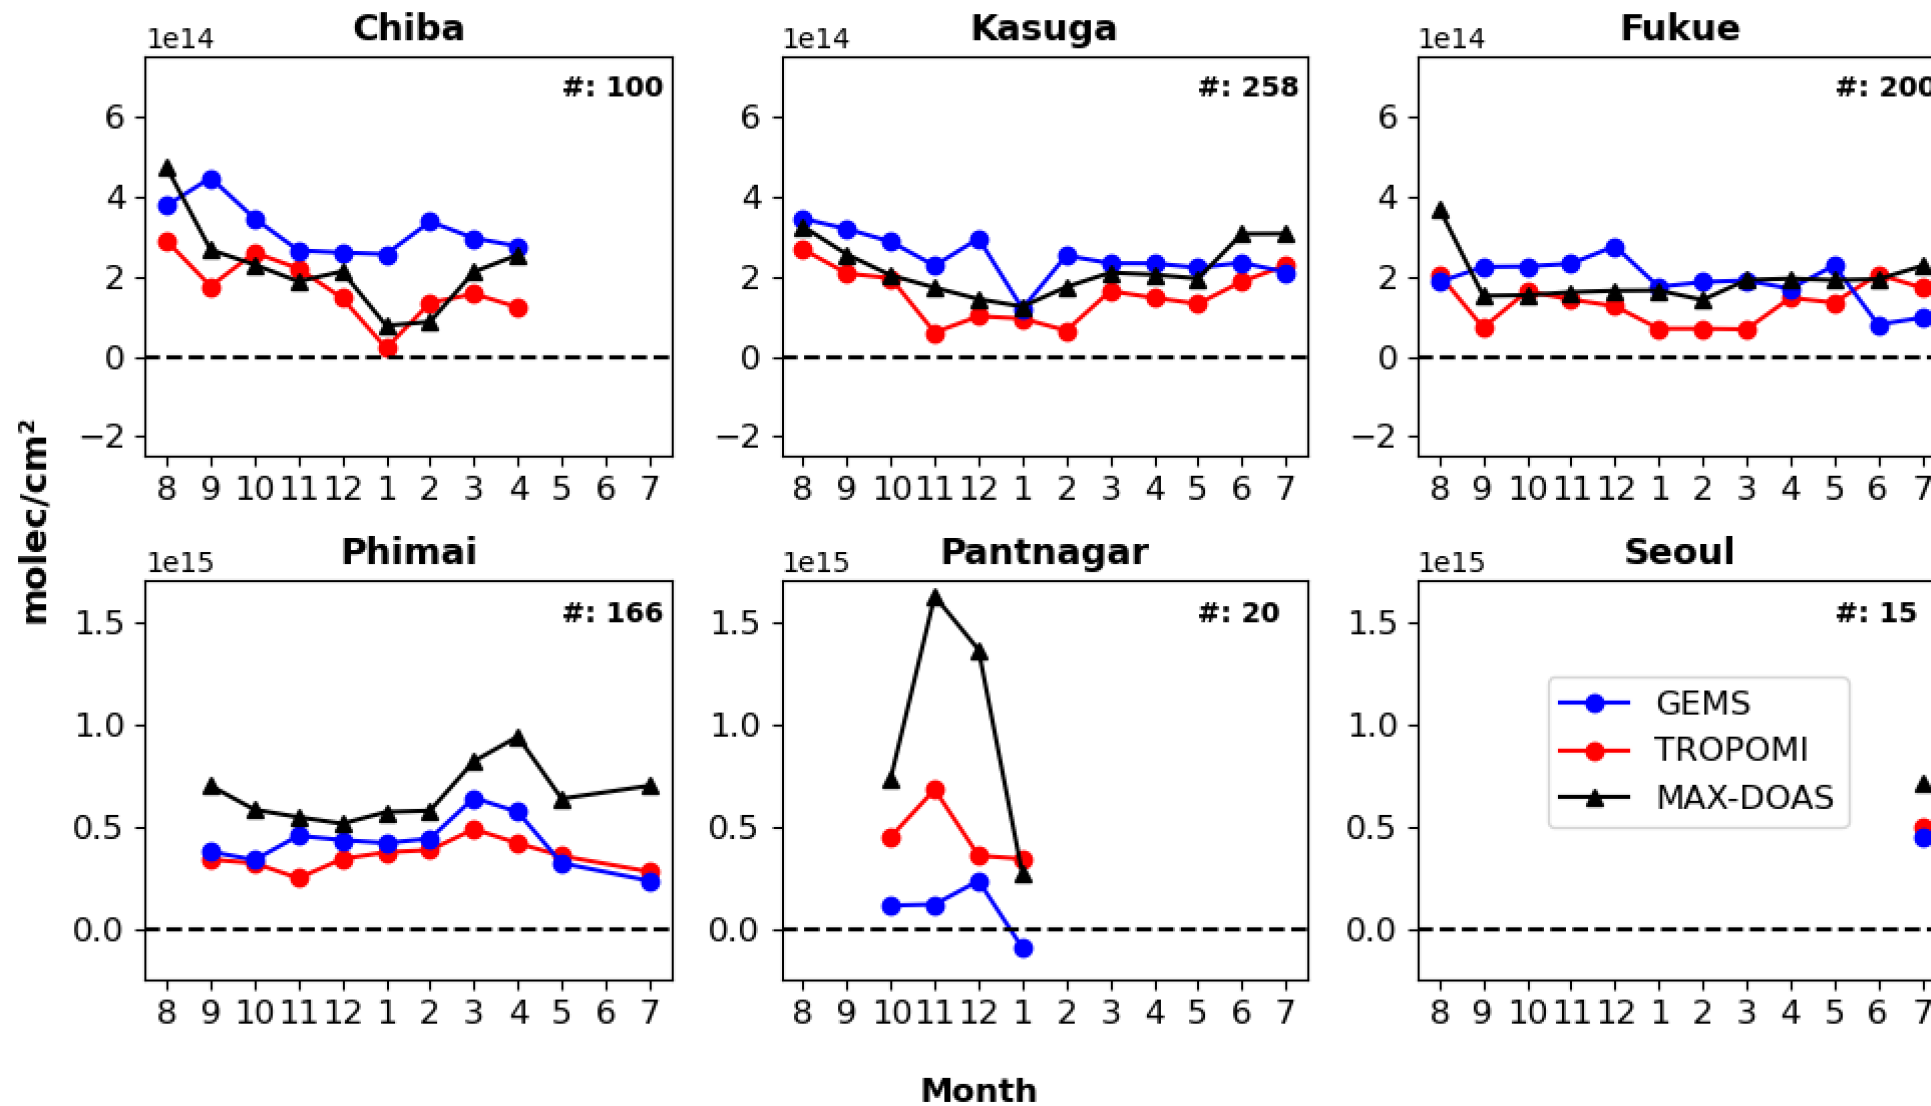 Chiba
Kasuga
Fukue
1e14
1e14
1e14
#: 100
#: 258
#: 200
6
4
2
0
−2
6
4
2
0
−2
6
4
2
0
−2
8 9 10 11 12 1 2 3 4 5 6 7
8 9 10 11 12 1 2 3 4 5 6 7
8 9 10 11 12 1 2 3 4 5 6 7
molec/cm²
Phimai
Pantnagar
Seoul
1e15
1e15
1e15
#: 166
#: 20
#: 15
1.5
1.0
0.5
0.0
1.5
1.0
0.5
0.0
1.5
1.0
0.5
0.0
GEMS
TROPOMI
MAX-DOAS
8 9 10 11 12 1 2 3 4 5 6 7
8 9 10 11 12 1 2 3 4 5 6 7
8 9 10 11 12 1 2 3 4 5 6 7
Month